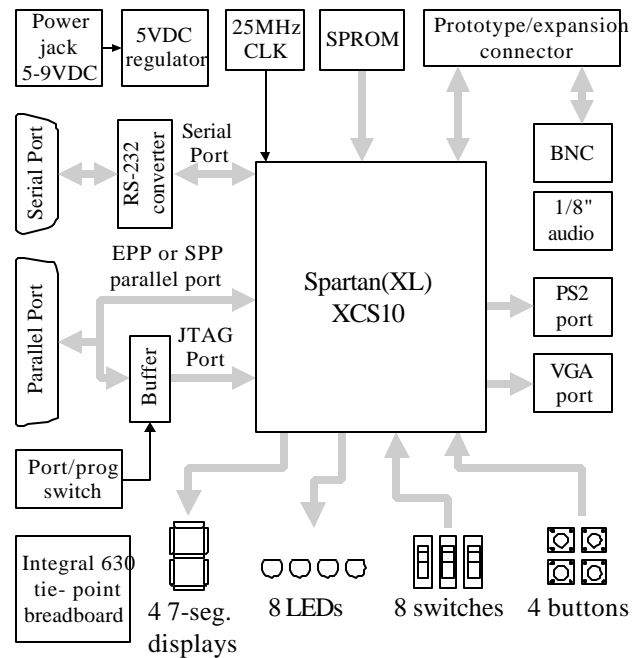 Power
jack
5-9VDC
5VDC
regulator
25MHz
CLK
SPROM
Prototype/expansion
connector
Serial Port
RS-232
converter
Serial
Port
BNC
1/8"
audio
EPP or SPP
parallel port
Spartan(XL)
XCS10
Parallel Port
PS2
port
JTAG
Port
Buffer
VGA
port
Port/prog
switch
Integral 630
tie- point
breadboard
4 7-seg.
displays
8 LEDs
8 switches
4 buttons